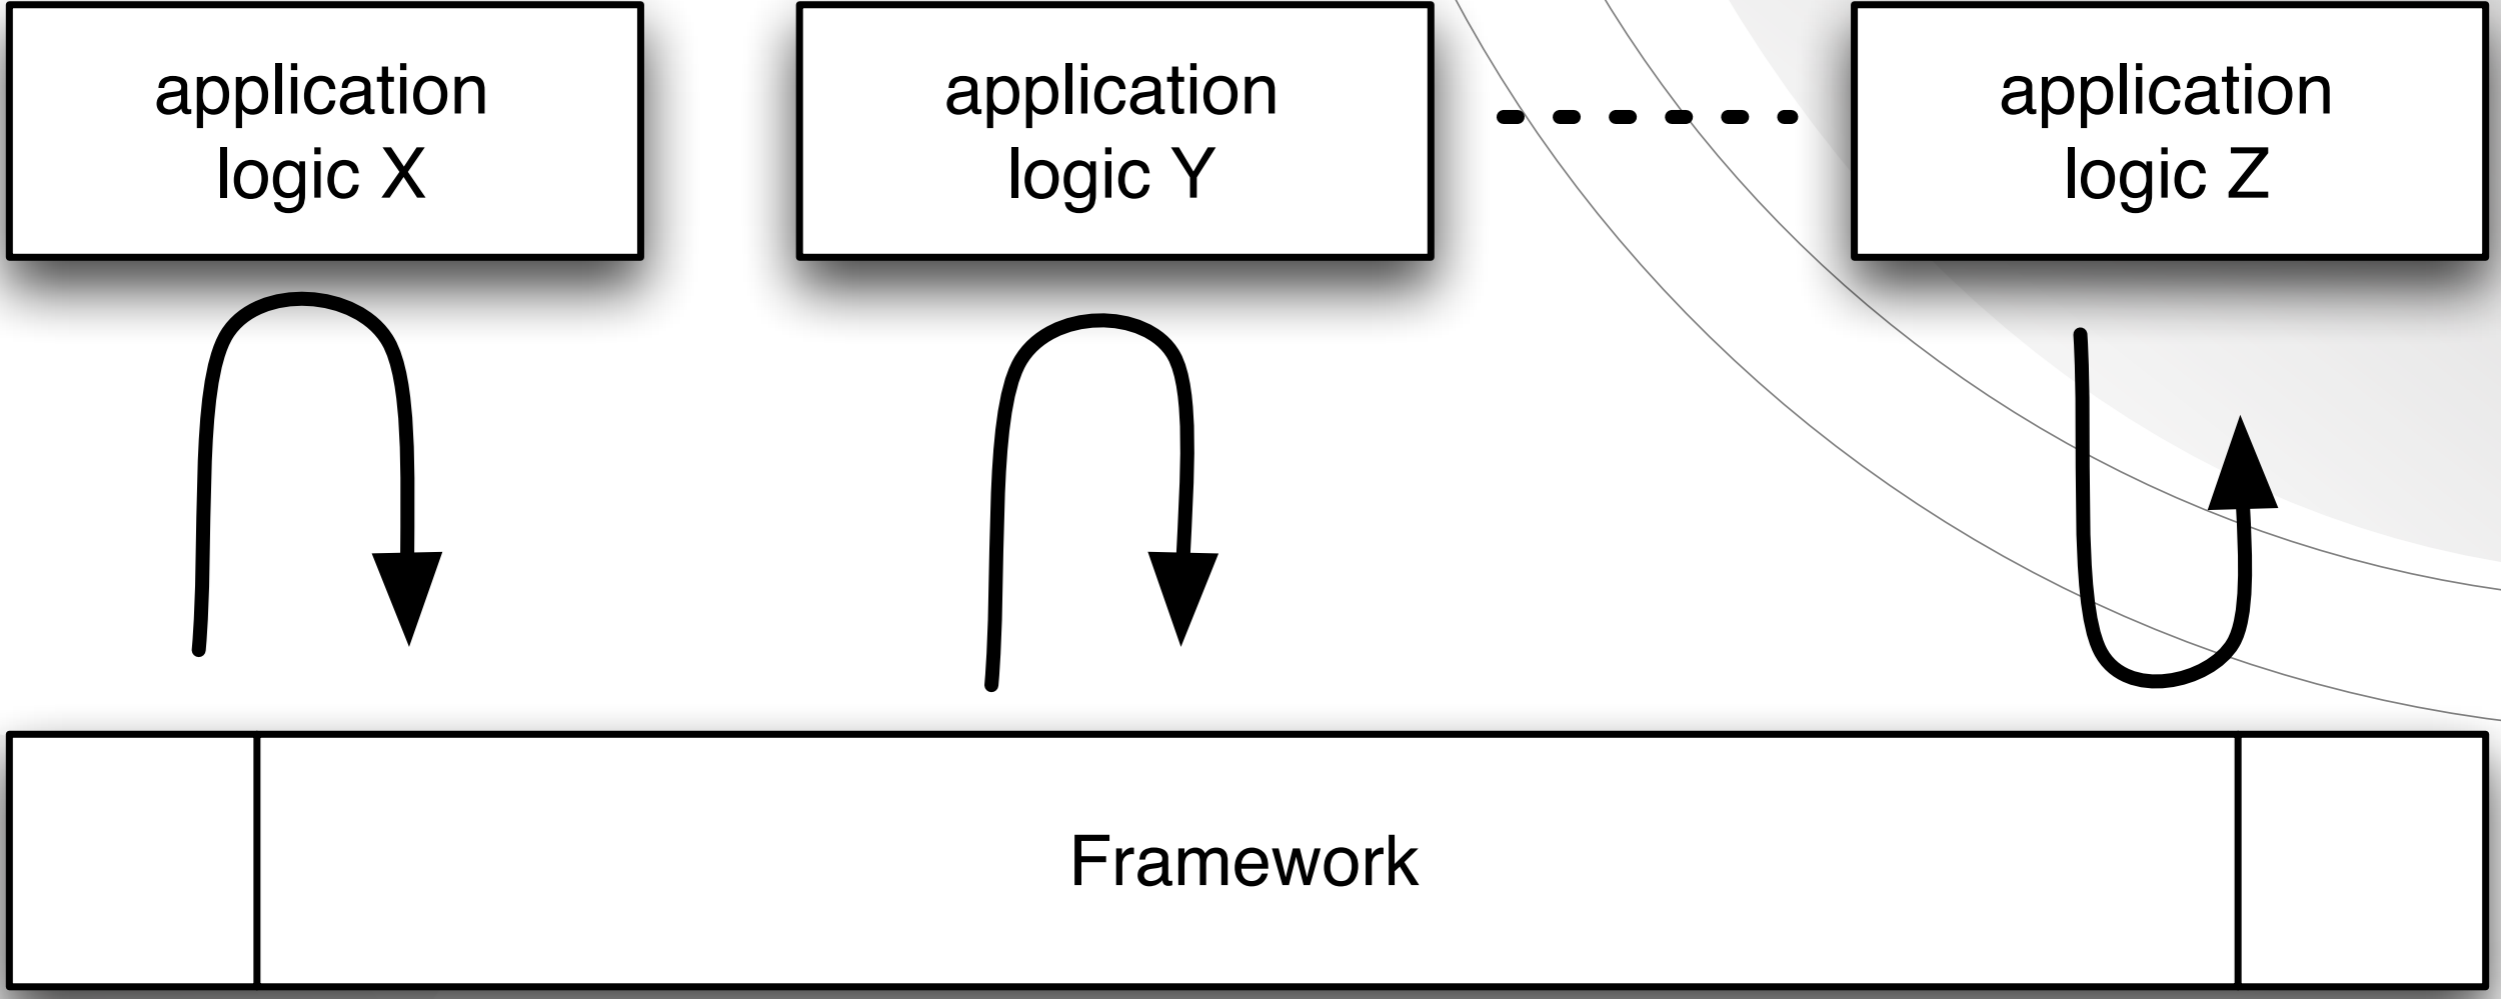 application
logic X
application
logic Y
application
logic Z
Framework